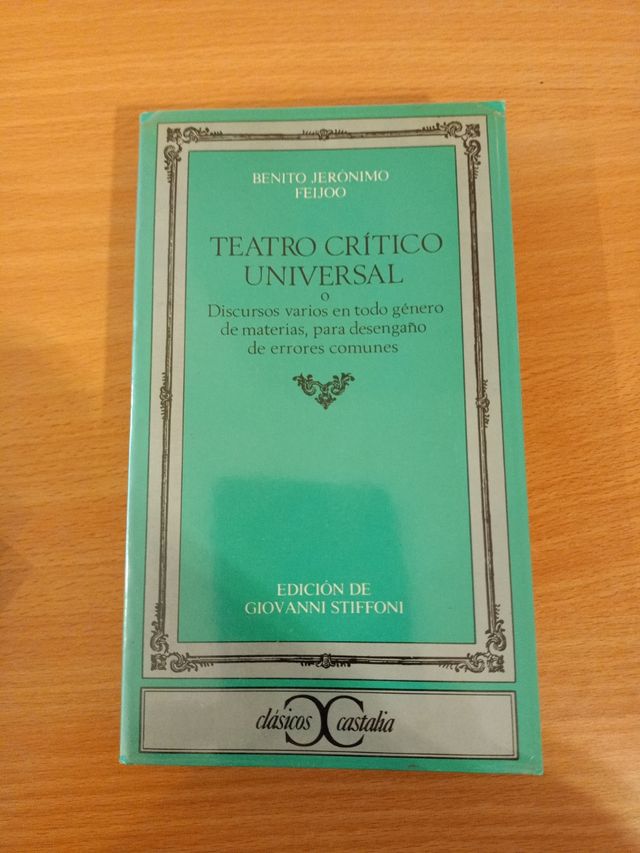 BENITO JERÓNIMO
FEIJOO
TEATRO CRÍTICO
UNIVERSAL
o
Discursos varios en todo género
de materias, para desengaño
de errores comunes
EDICIÓN DE
GIOVANNI STIFFONI
clásicos castalia